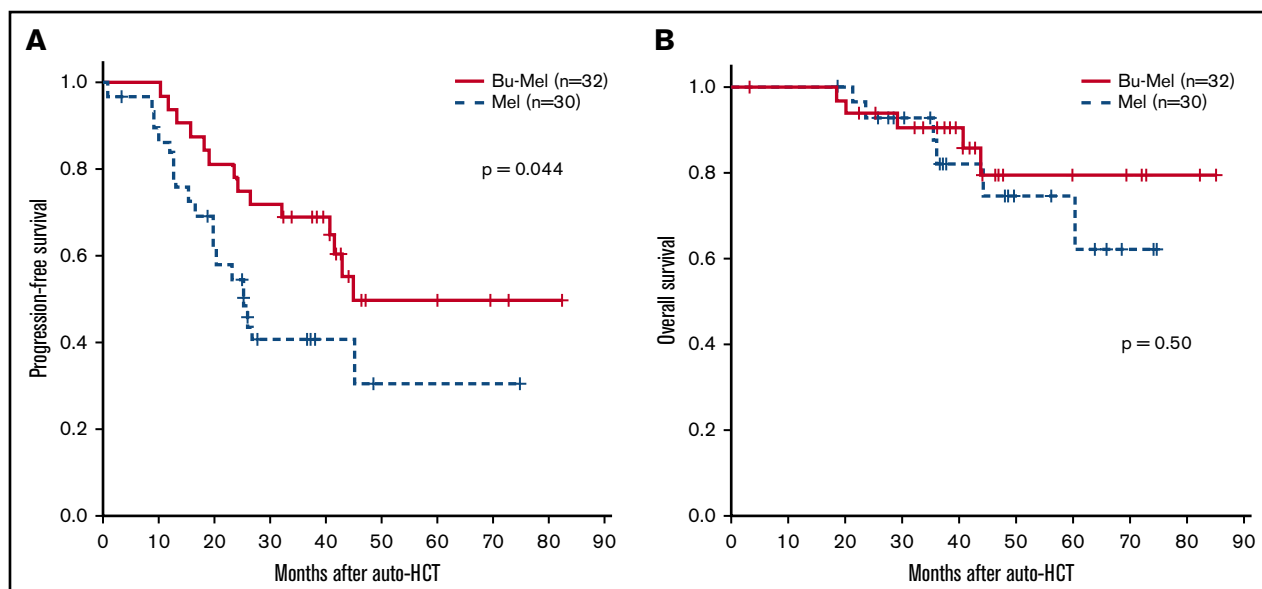 A
Bu-Mel (n=32)
Mel (n=30)
p = 0.044
Progression-free survival
1.0
0.8
0.6
0.4
0.2
0.0
0 10 20 30 40 50 60 70 80 90
Months after auto-HCT
B
Bu-Mel (n=32)
Mel (n=30)
p = 0.50
Overall survival
1.0
0.8
0.6
0.4
0.2
0.0
0 10 20 30 40 50 60 70 80 90
Months after auto-HCT